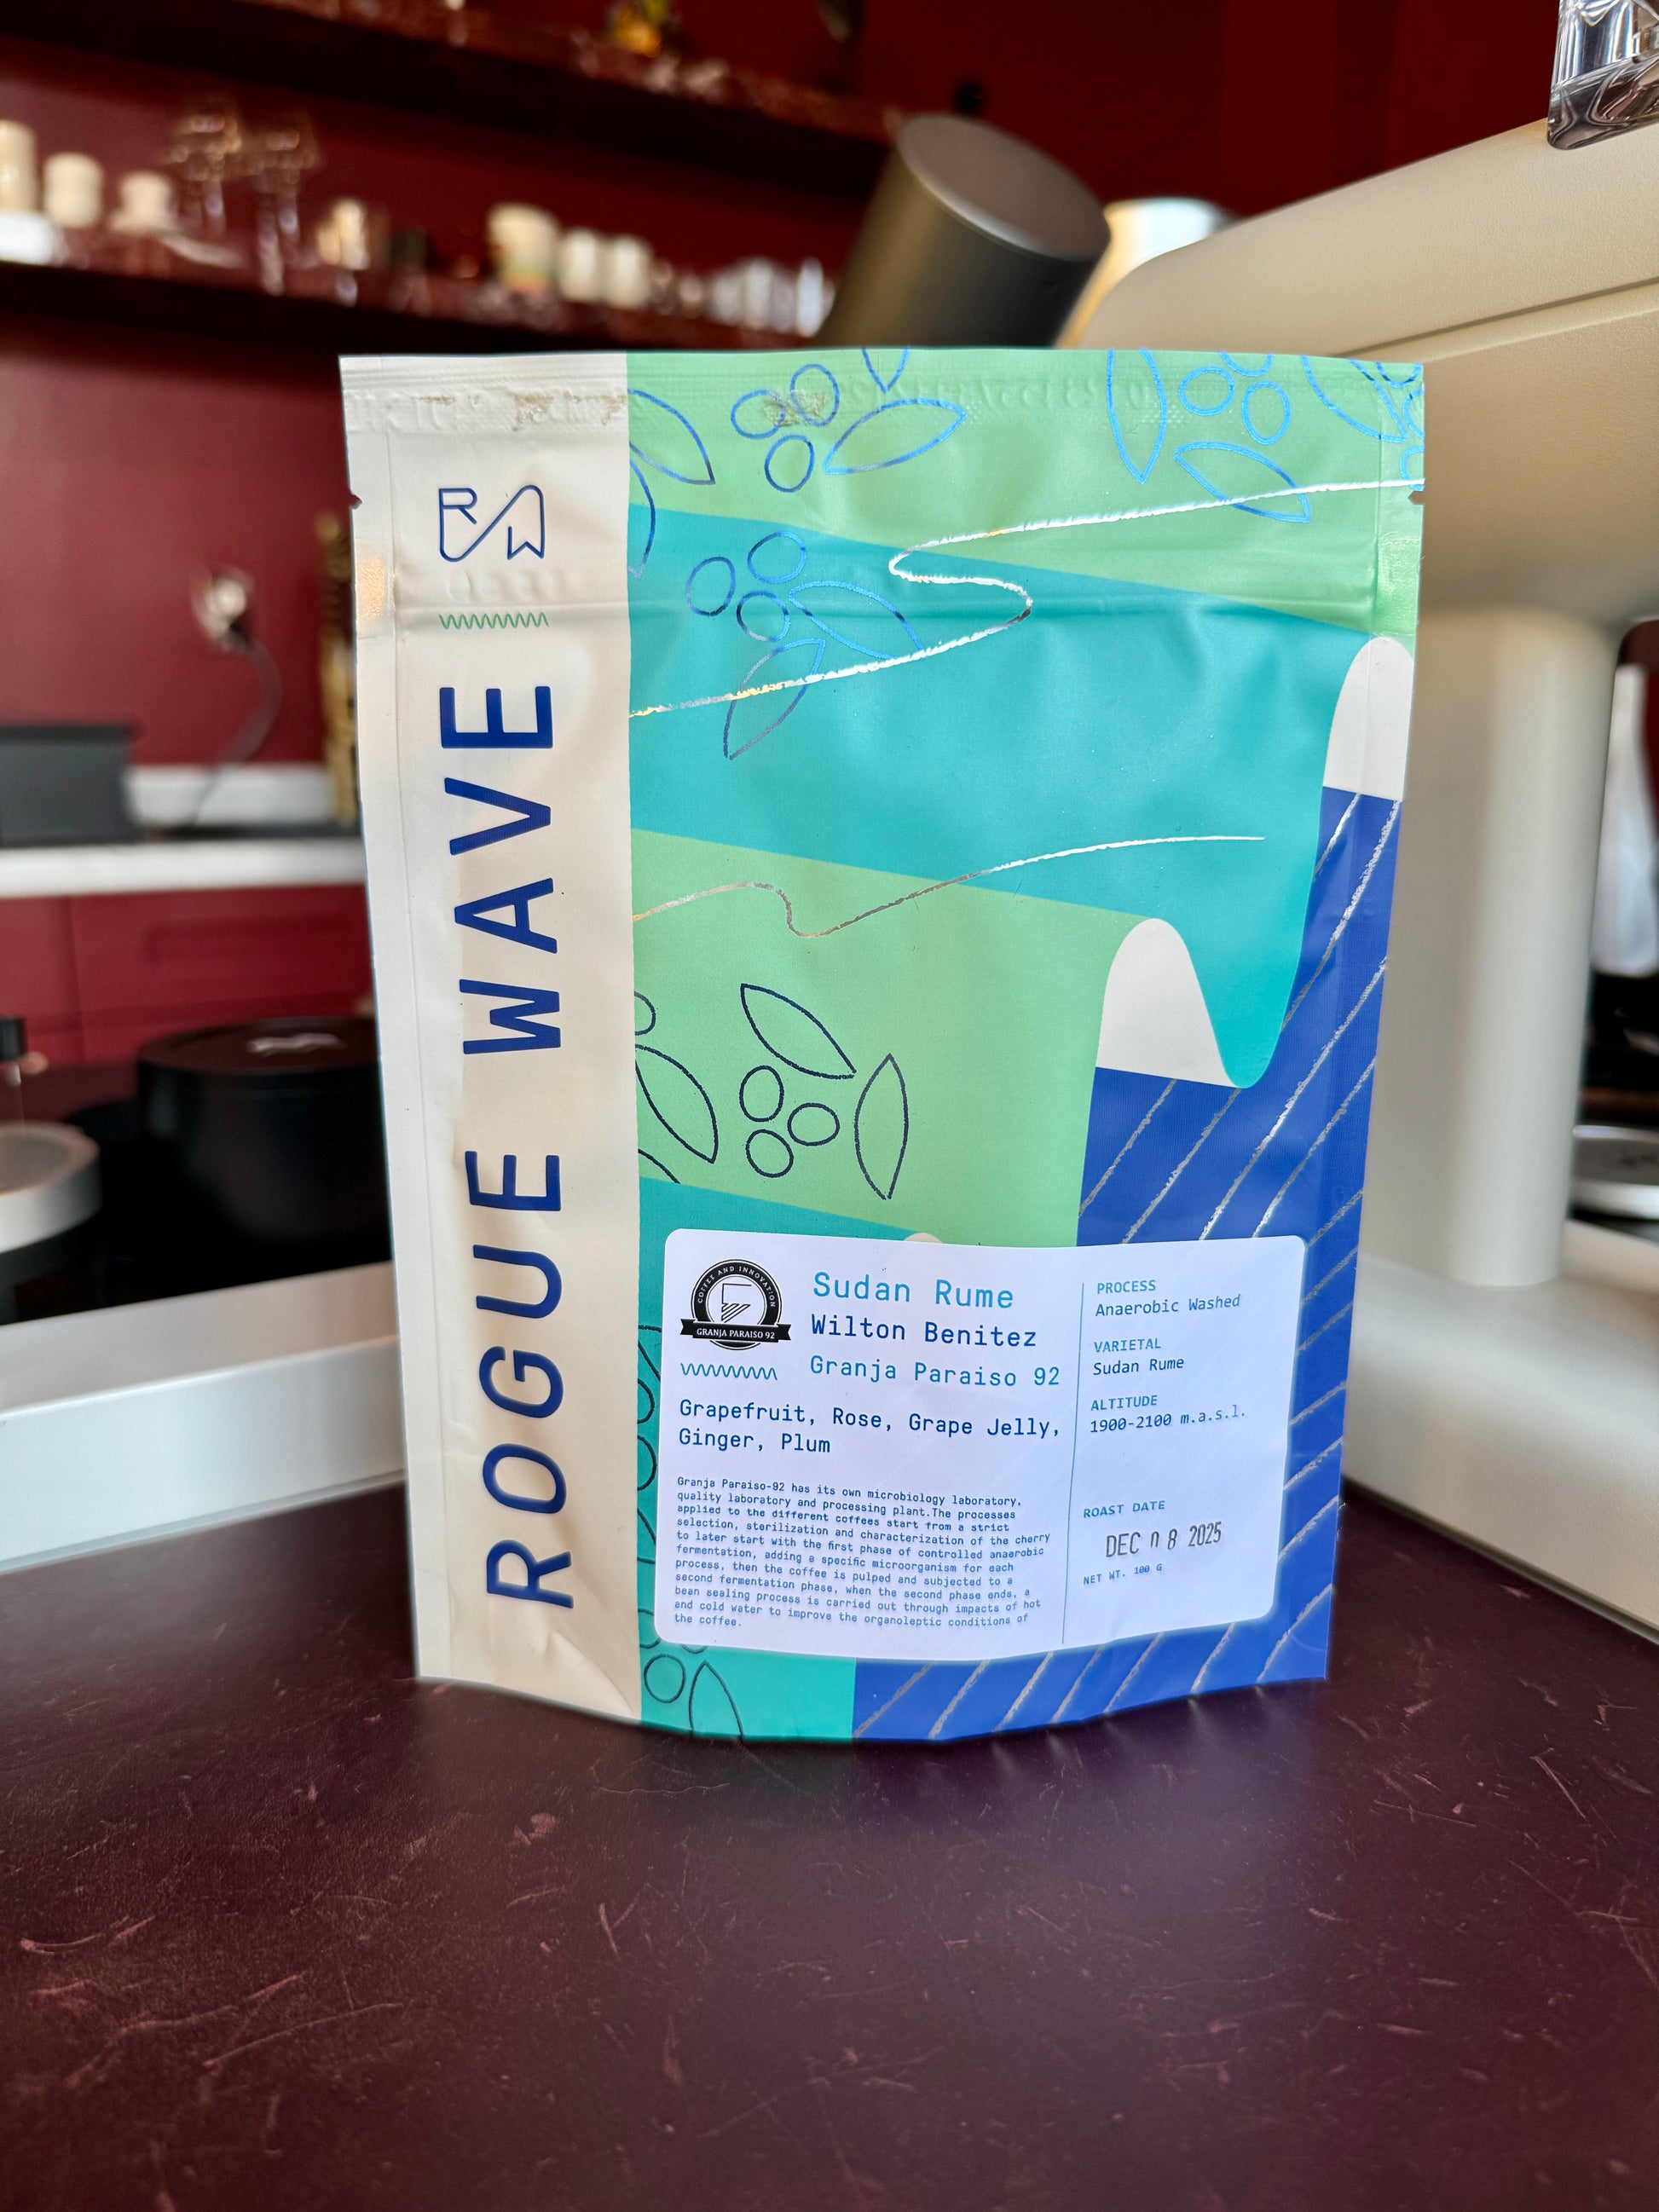 RW
ROGUE WAVE
COFFEE AND INNOVATION
GRANJA PARAISO 92
Sudan Rume
Wilton Benitez
Granja Paraiso 92
Grapefruit, Rose, Grape Jelly,
Ginger, Plum
Granja Paraiso-92 has its own microbiology laboratory,
quality laboratory and processing plant.The processes
applied to the different coffees start from a strict
selection, sterilization and characterization of the cherry
to later start with the first phase of controlled anaerobic
fermentation, adding a specific microorganism for each
process, then the coffee is pulped and subjected to a
second fermentation phase, when the second phase ends, a
bean sealing process is carried out through impacts of hot
and cold water to improve the organoleptic conditions of
the coffee.
PROCESS
Anaerobic Washed
VARIETAL
Sudan Rume
ALTITUDE
1900-2100 m.a.s.l.
ROAST DATE
DEC 08 2025
NET WT. 100 G